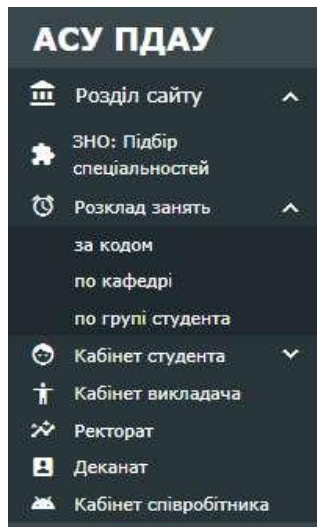 АСУ ПДАУ
Розділ сайту
ЗНО: Підбір
спеціальностей
Розклад занять
за кодом
по кафедрі
по групі студента
Кабінет студента
Кабінет викладача
Ректорат
Деканат
Кабінет співробітника